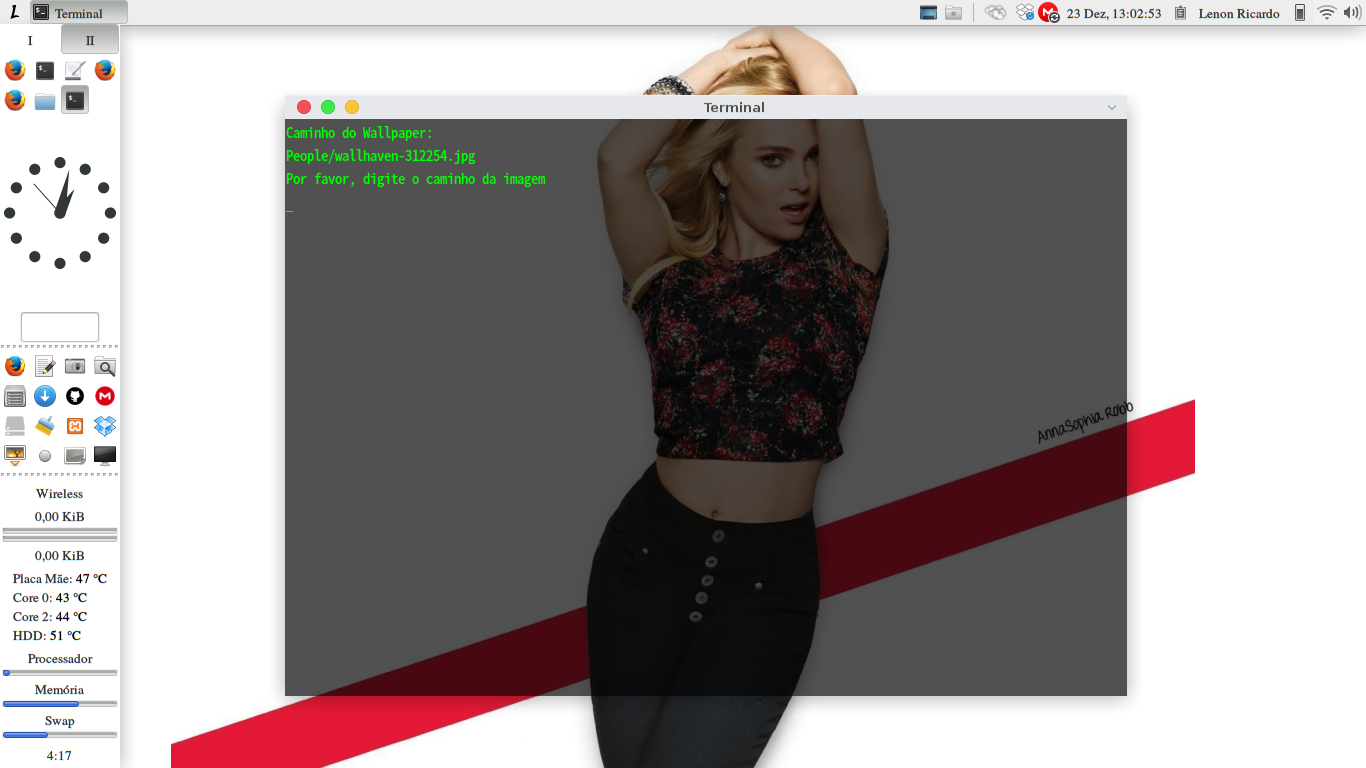 L Terminal 23 Dez, 13:02:53 Lenon Ricardo
I II
Terminal
Caminho do Wallpaper:
People/wallhaven-312254.jpg
Por favor, digite o caminho da imagem
AnnaSophia Robb
Wireless
0,00 KiB
0,00 KiB
Placa Mãe: 47 °C
Core 0: 43 °C
Core 2: 44 °C
HDD: 51 °C
Processador
Memória
Swap
4:17